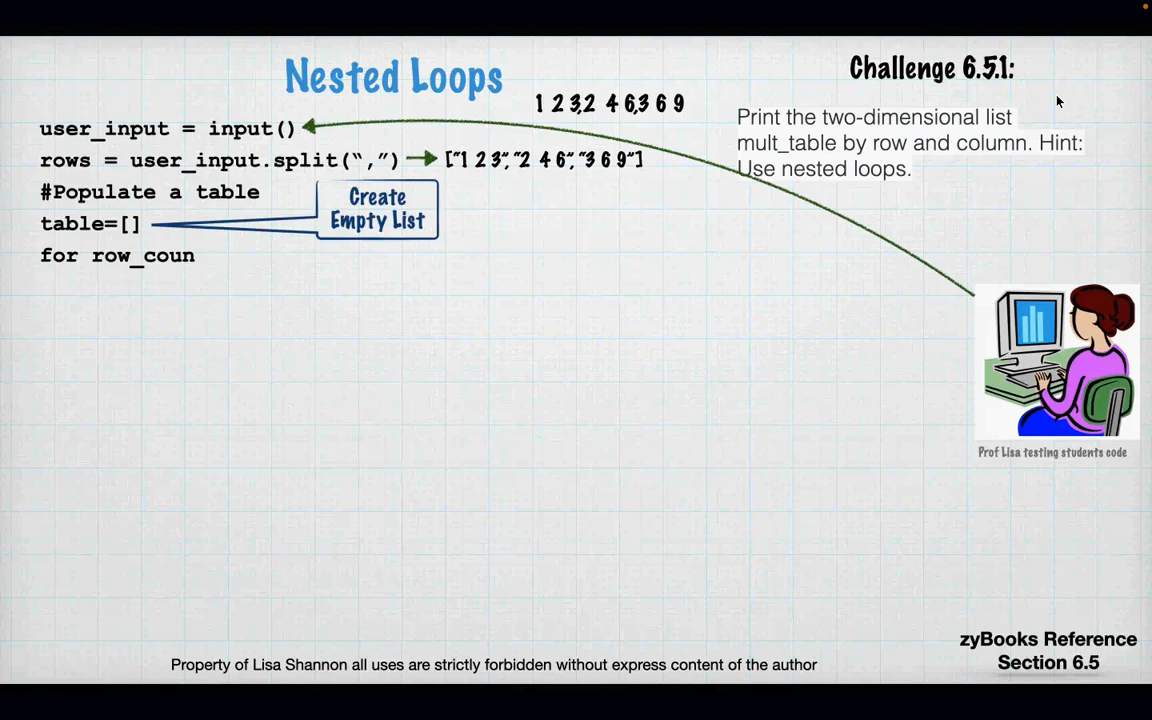 Nested Loops
Challenge 6.5.1:
1 2 3,2 4 6,3 6 9
Print the two-dimensional list
mult_table by row and column. Hint:
Use nested loops.
user_input = input()
rows = user_input.split(“,”)
["1 2 3”,”2 4 6”,”3 6 9"]
#Populate a table
Create
Empty List
table=[]
for row_coun
Prof Lisa testing students code
zyBooks Reference
Section 6.5
Property of Lisa Shannon all uses are strictly forbidden without express content of the author